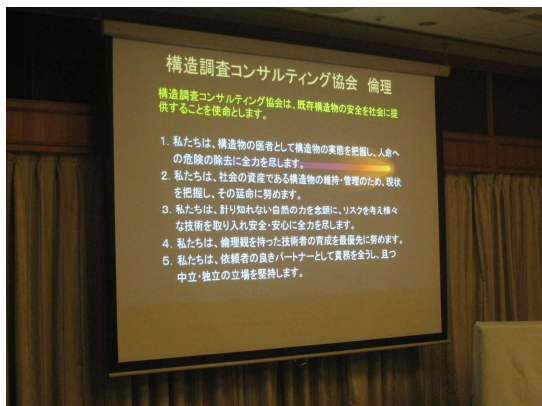 構造調査コンサルティング協会 倫理
構造調査コンサルティング協会は、既存構造物の安全を社会に提
供することを使命とします。
1. 私たちは、構造物の医者として構造物の実態を把握し、人命へ
の危険の除去に全力を尽します。
2. 私たちは、社会の資産である構造物の維持・管理のため、現状
を把握し、その延命に努めます。
3. 私たちは、計り知れない自然の力を念頭に、リスクを考え様々
な技術を取り入れ安全・安心に全力を尽します。
4. 私たちは、倫理観を持った技術者の育成を最優先に努めます。
5. 私たちは、依頼者の良きパートナーとして責務を全うし、且つ
中立・独立の立場を堅持します。